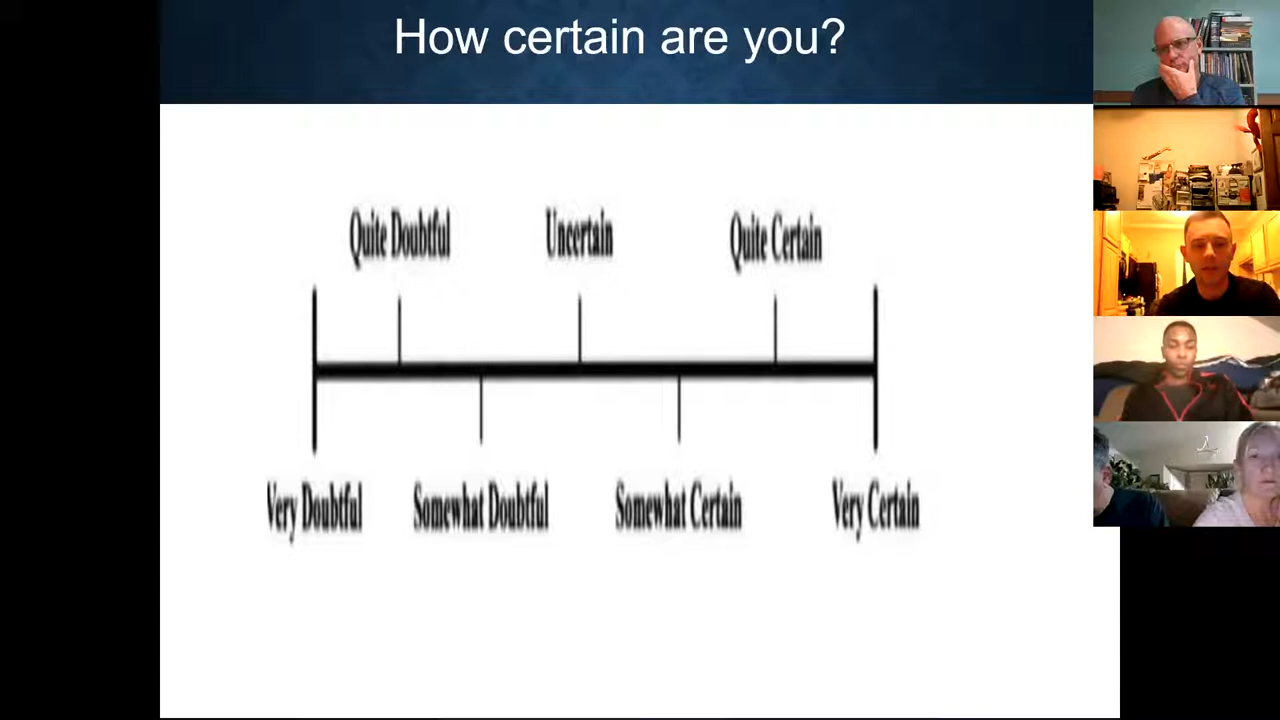 How certain are you?
Quite Doubtful
Uncertain
Quite Certain
Very Doubtful
Somewhat Doubtful
Somewhat Certain
Very Certain